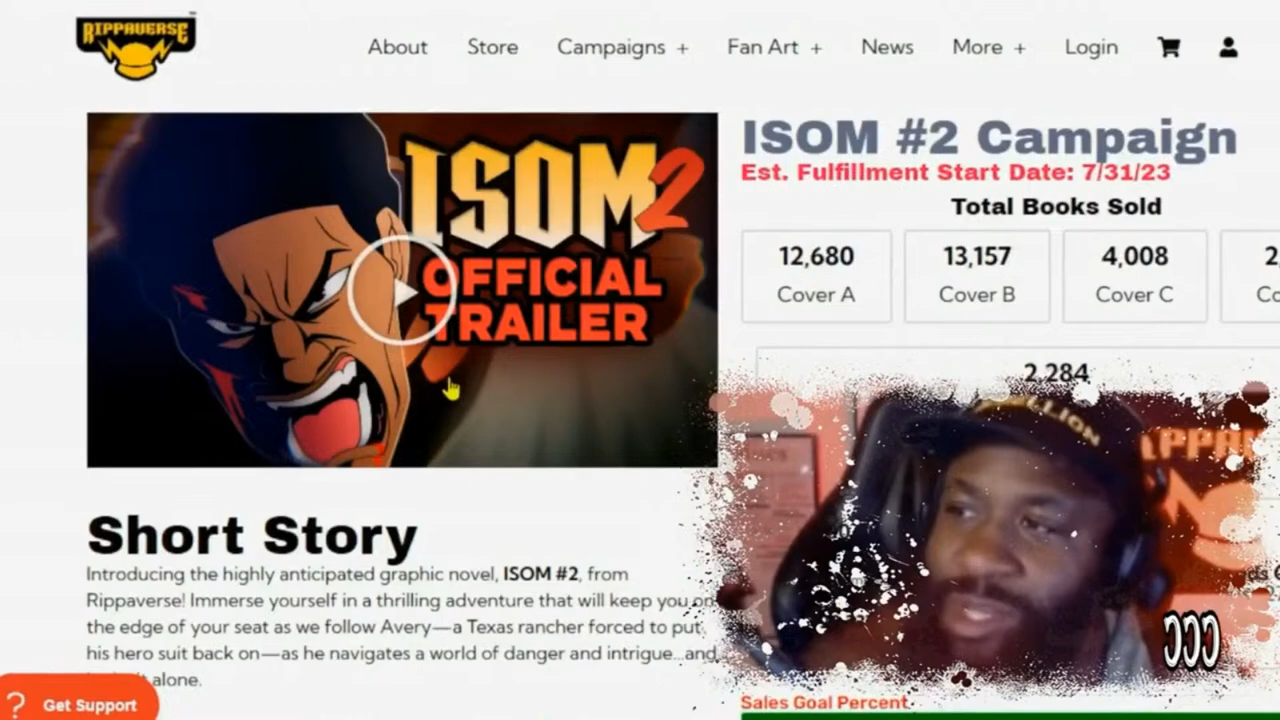 RIPPAVERSE
About Store Campaigns + Fan Art + News More + Login
ISOM 2
OFFICIAL
TRAILER
ISOM #2 Campaign
Est. Fulfillment Start Date: 7/31/23
Total Books Sold
12,680 13,157 4,008
Cover A Cover B Cover C
2,284
Short Story
Introducing the highly anticipated graphic novel, ISOM #2, from
Rippaverse! Immerse yourself in a thrilling adventure that will keep you on
the edge of your seat as we follow Avery—a Texas rancher forced to put
his hero suit back on—as he navigates a world of danger and intrigue...and
alone.
? Get Support
Sales Goal Percent